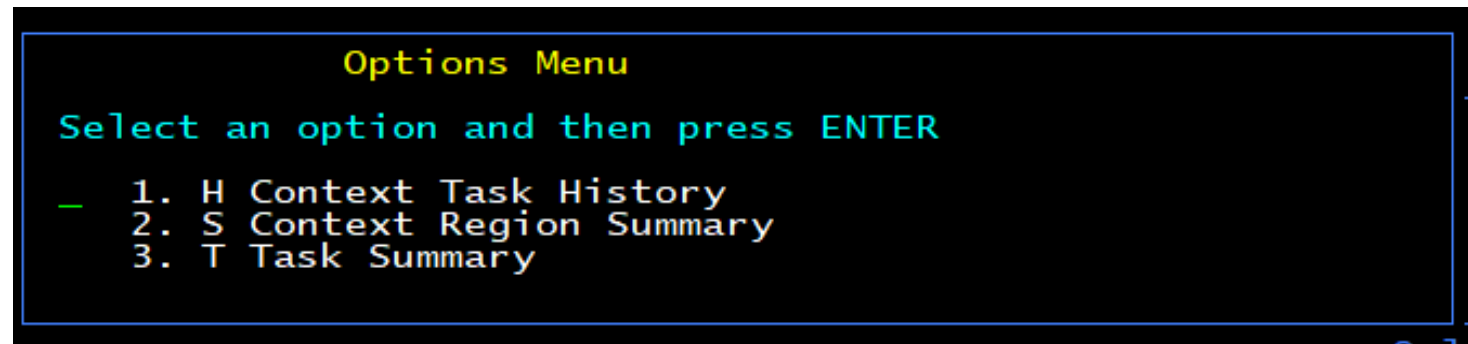 Options Menu
Select an option and then press ENTER
_ 1. H Context Task History
2. S Context Region Summary
3. T Task Summary